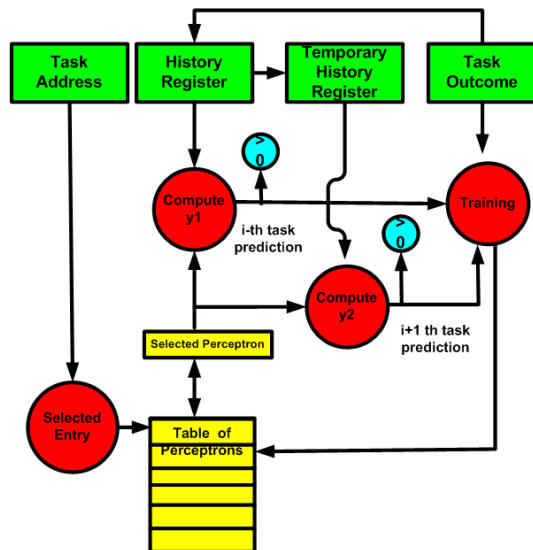 Task
Address
History
Register
Temporary
History
Register
Task
Outcome
> 0
Compute
y1
Training
i-th task
prediction
> 0
Compute
y2
i+1 th task
prediction
Selected Perceptron
Selected
Entry
Table of
Perceptrons